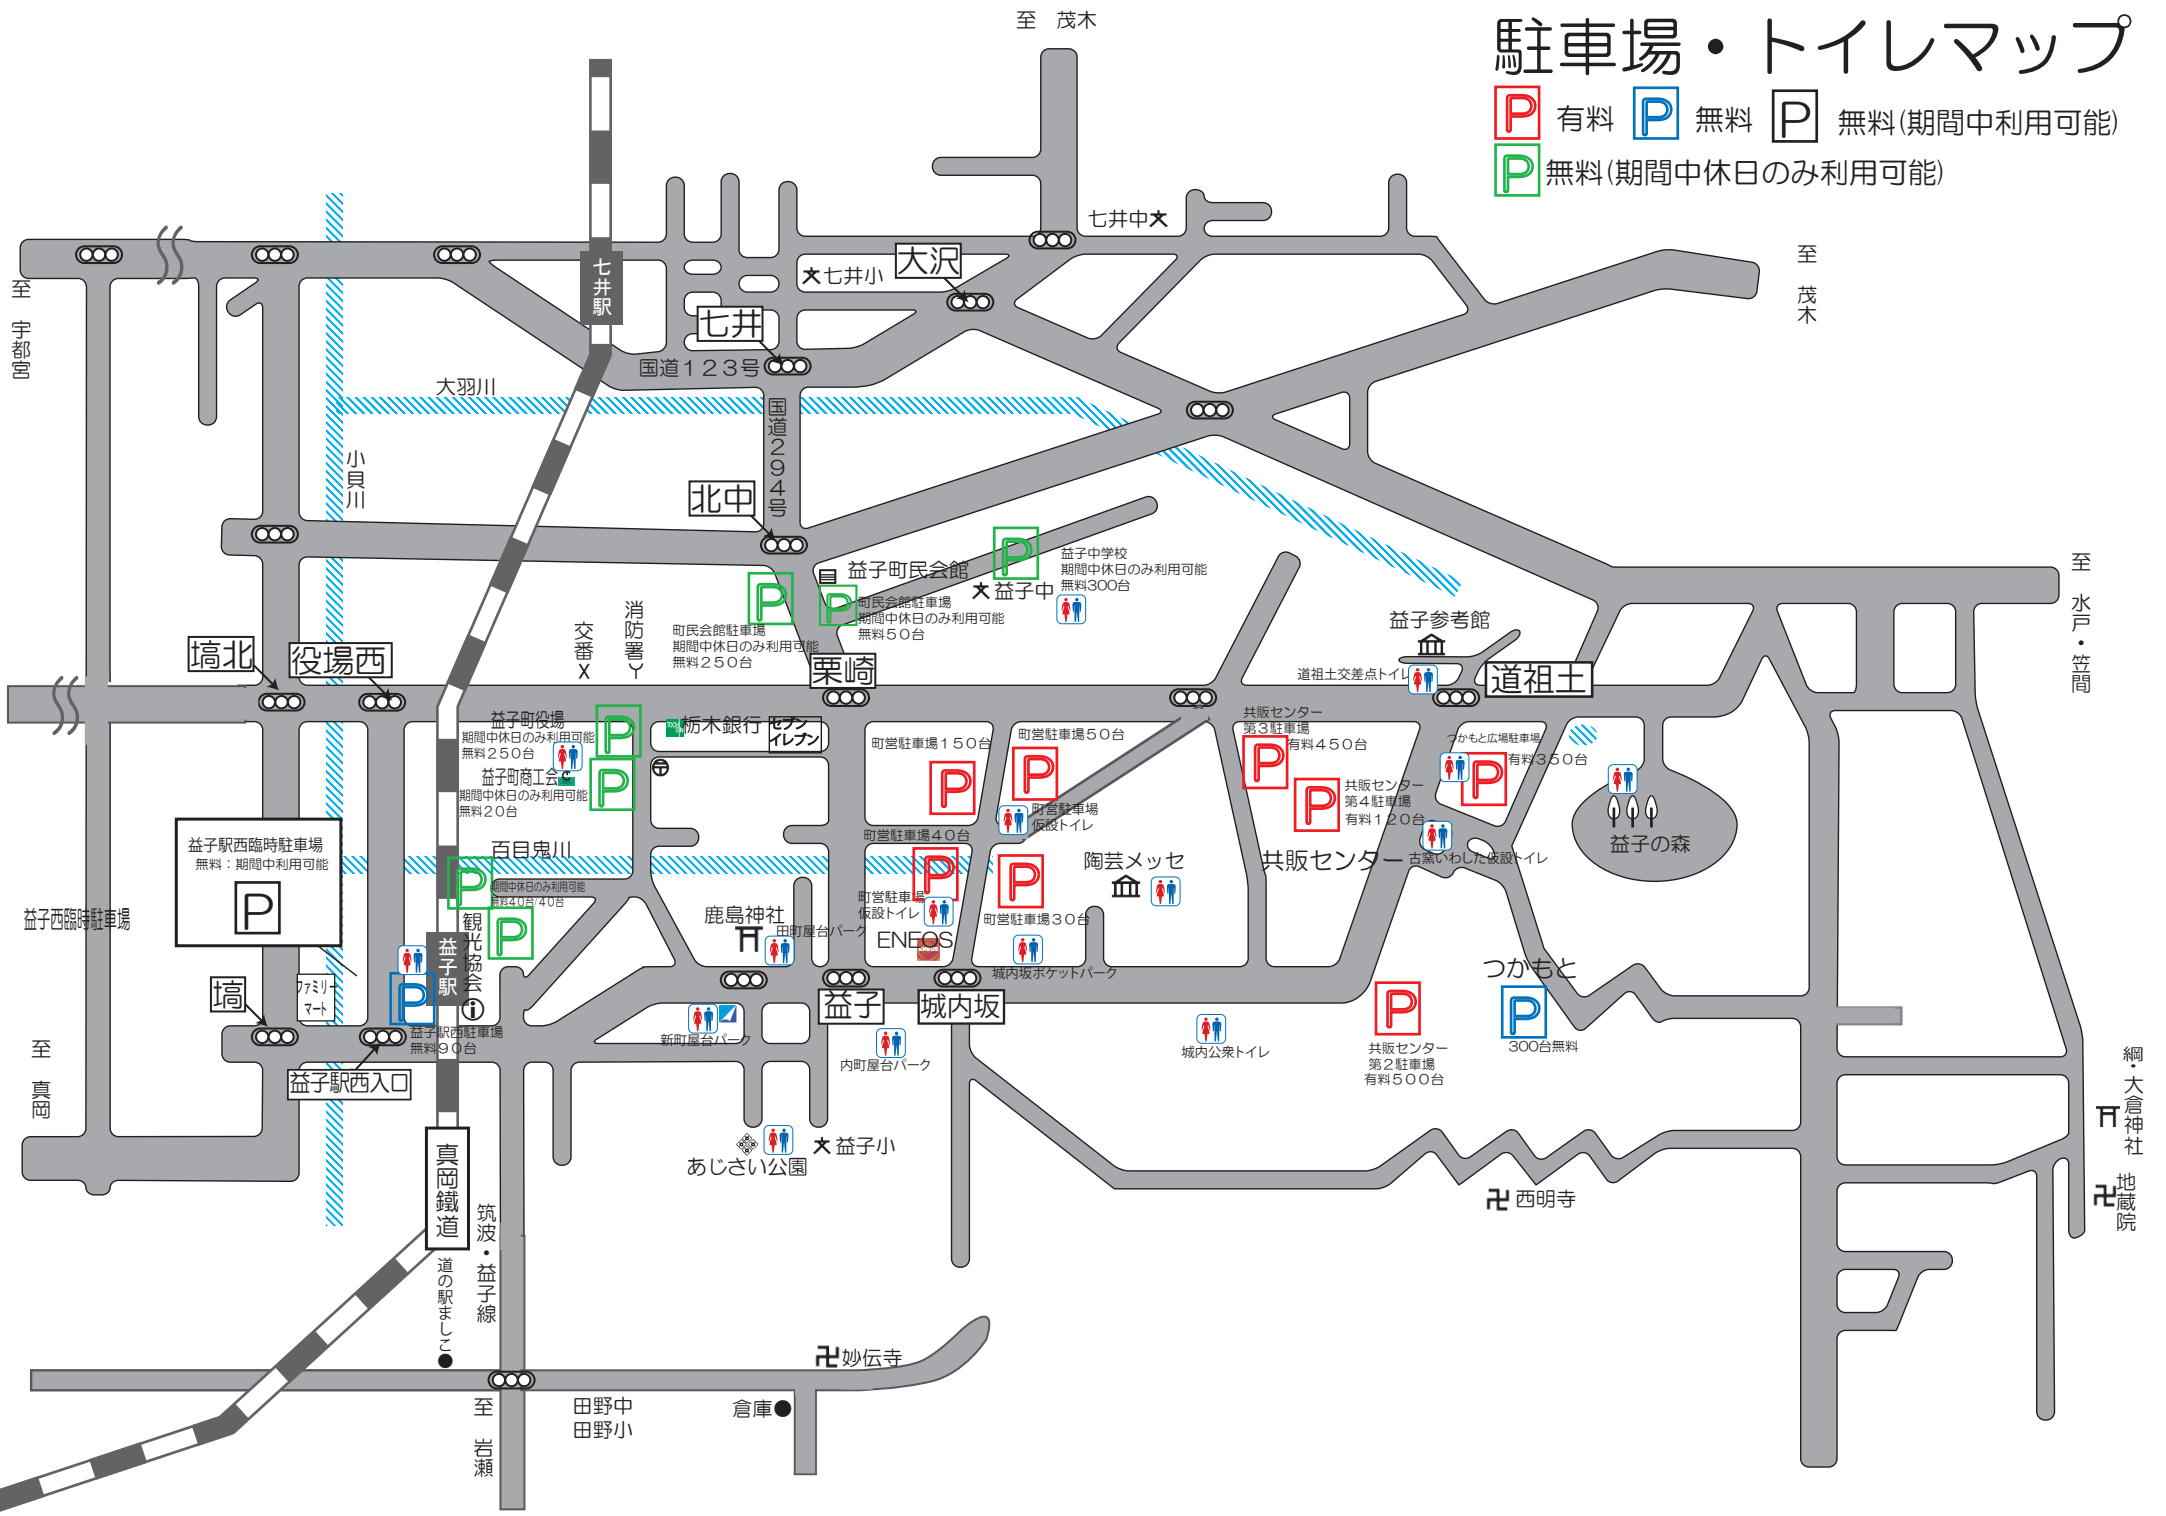 駐車場・トイレマップ
P 有料 P 無料 P 無料(期間中利用可能)
P 無料(期間中休日のみ利用可能)
至 茂木
七井中
至 茂木
大沢
七井小
七井駅
七井
国道123号
至 宇都宮
大羽川
国道294号
小貝川
北中
益子町民会館
P
益子中学校
期間中休日のみ利用可能
無料300台
益子中
P
P
町民会館駐車場
期間中休日のみ利用可能
無料50台
町民会館駐車場
期間中休日のみ利用可能
無料250台
消防署
交番X
至 水戸・笠間
益子参考館
道祖土交差点トイレ
道祖土
塙北
役場西
栗崎
益子町役場
期間中休日のみ利用可能
無料250台
P
益子町商工会
期間中休日のみ利用可能
無料20台
P
栃木銀行
セブン
イレブン
町営駐車場150台
P
町営駐車場50台
P
町営駐車場
仮設トイレ
共販センター
第3駐車場
有料450台
P
P
共販センター
第4駐車場
有料120台
つかもと広場駐車場
有料350台
P
益子の森
町営駐車場40台
P
町営駐車場
仮設トイレ
P
町営駐車場30台
陶芸メッセ
共販センター
古窯いわした仮設トイレ
百目鬼川
益子駅西臨時駐車場
無料：期間中利用可能
P
益子西臨時駐車場
P
期間中休日のみ利用可能
無料40台/40台
P
観光協会
益子駅
鹿島神社
田町屋台パーク
ENEOS
城内坂ポケットパーク
つかもと
P
300台無料
塙
ファミリー
マート
P
益子駅西駐車場
無料90台
益子駅西入口
益子
城内坂
新町屋台パーク
内町屋台パーク
城内公衆トイレ
P
共販センター
第2駐車場
有料500台
至 真岡
あじさい公園
益子小
真岡鐵道
西明寺
綱・大倉神社
地蔵院
筑波・益子線
道の駅ましこ
妙伝寺
倉庫
田野中
田野小
至 岩瀬